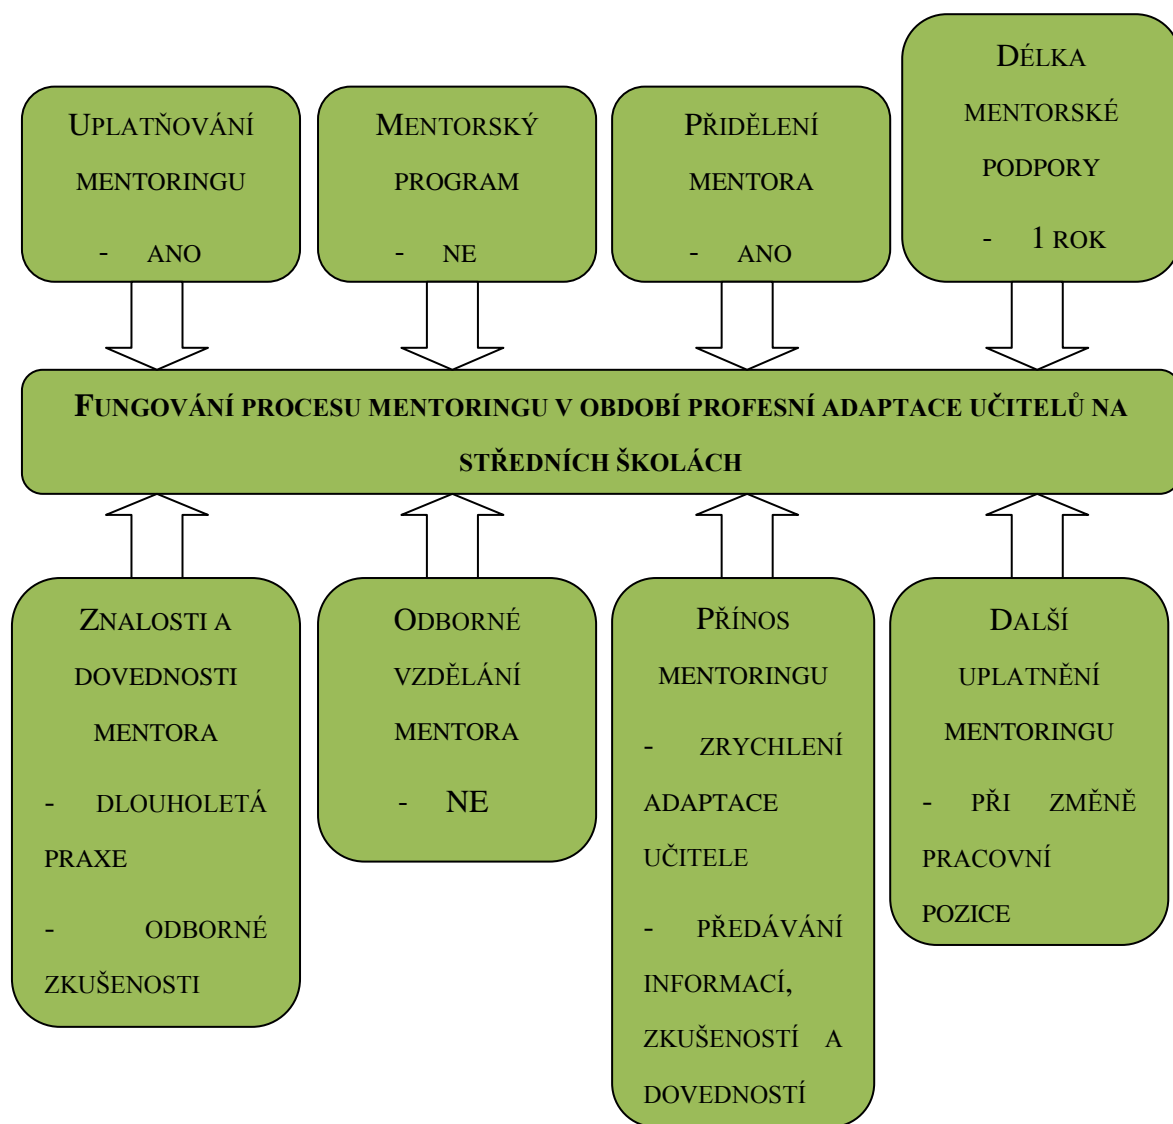 UPLATŇOVÁNÍ
MENTORINGU
- ANO
MENTORSKÝ
PROGRAM
- NE
PŘIDĚLENÍ
MENTORA
- ANO
DÉLKA
MENTORSKÉ
PODPORY
- 1 ROK
FUNGOVÁNÍ PROCESU MENTORINGU V OBDOBÍ PROFESNÍ ADAPTACE UČITELŮ NA
STŘEDNÍCH ŠKOLÁCH
ZNALOSTI A
DOVEDNOSTI
MENTORA
- DLOUHOLETÁ
PRAXE
- ODBORNÉ
ZKUŠENOSTI
ODBORNÉ
VZDĚLÁNÍ
MENTORA
- NE
PŘÍNOS
MENTORINGU
- ZRYCHLENÍ
ADAPTACE
UČITELE
- PŘEDÁVÁNÍ
INFORMACÍ,
ZKUŠENOSTÍ A
DOVEDNOSTÍ
DALŠÍ
UPLATNĚNÍ
MENTORINGU
- PŘI ZMĚNĚ
PRACOVNÍ
POZICE